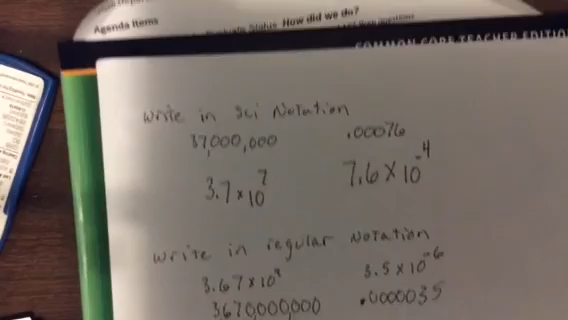 Agenda Items
Status How did we do?
COMMON CORE TEACHER EDITIO
write in Sci Notation
37,000,000 .00076
3.7 x 10^7 7.6 x 10^-4
write in regular Notation
3.67 x 10^9 3.5 x 10^-6
3670,000,000 .0000035